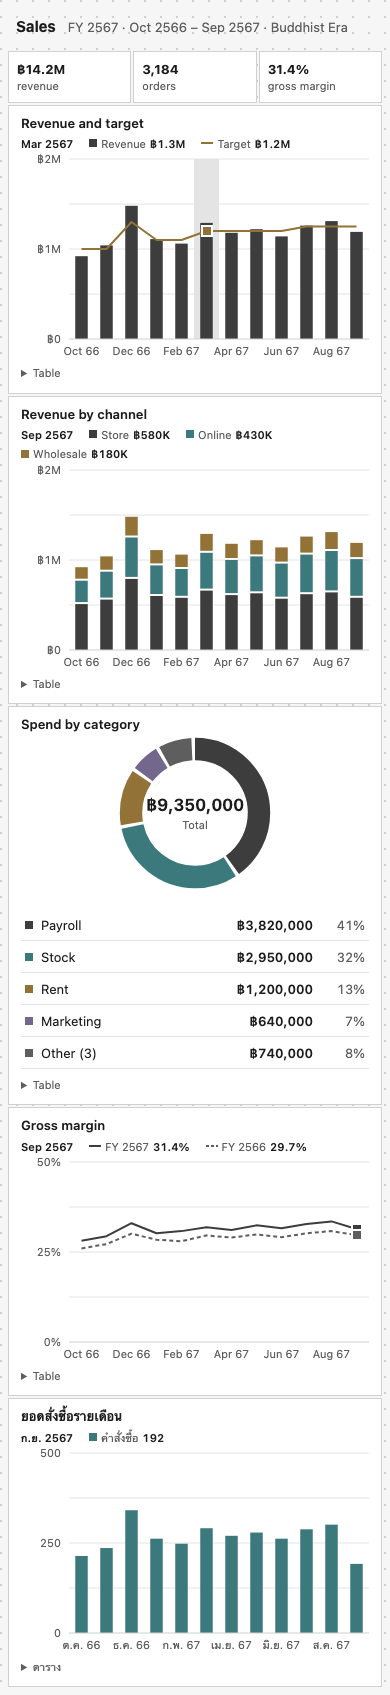 Sales FY 2567 · Oct 2566 – Sep 2567 · Buddhist Era
฿14.2M
revenue
3,184
orders
31.4%
gross margin
Revenue and target
Mar 2567 Revenue ฿1.3M Target ฿1.2M
฿2M
฿1M
฿0
Oct 66 Dec 66 Feb 67 Apr 67 Jun 67 Aug 67
Table
Revenue by channel
Sep 2567 Store ฿580K Online ฿430K
Wholesale ฿180K
฿2M
฿1M
฿0
Oct 66 Dec 66 Feb 67 Apr 67 Jun 67 Aug 67
Table
Spend by category
฿9,350,000
Total
Payroll ฿3,820,000 41%
Stock ฿2,950,000 32%
Rent ฿1,200,000 13%
Marketing ฿640,000 7%
Other (3) ฿740,000 8%
Table
Gross margin
Sep 2567 FY 2567 31.4% FY 2566 29.7%
50%
25%
0%
Oct 66 Dec 66 Feb 67 Apr 67 Jun 67 Aug 67
Table
ยอดสั่งซื้อรายเดือน
ก.ย. 2567 คำสั่งซื้อ 192
500
250
0
ต.ค. 66 ธ.ค. 66 ก.พ. 67 เม.ย. 67 มิ.ย. 67 ส.ค. 67
ตาราง